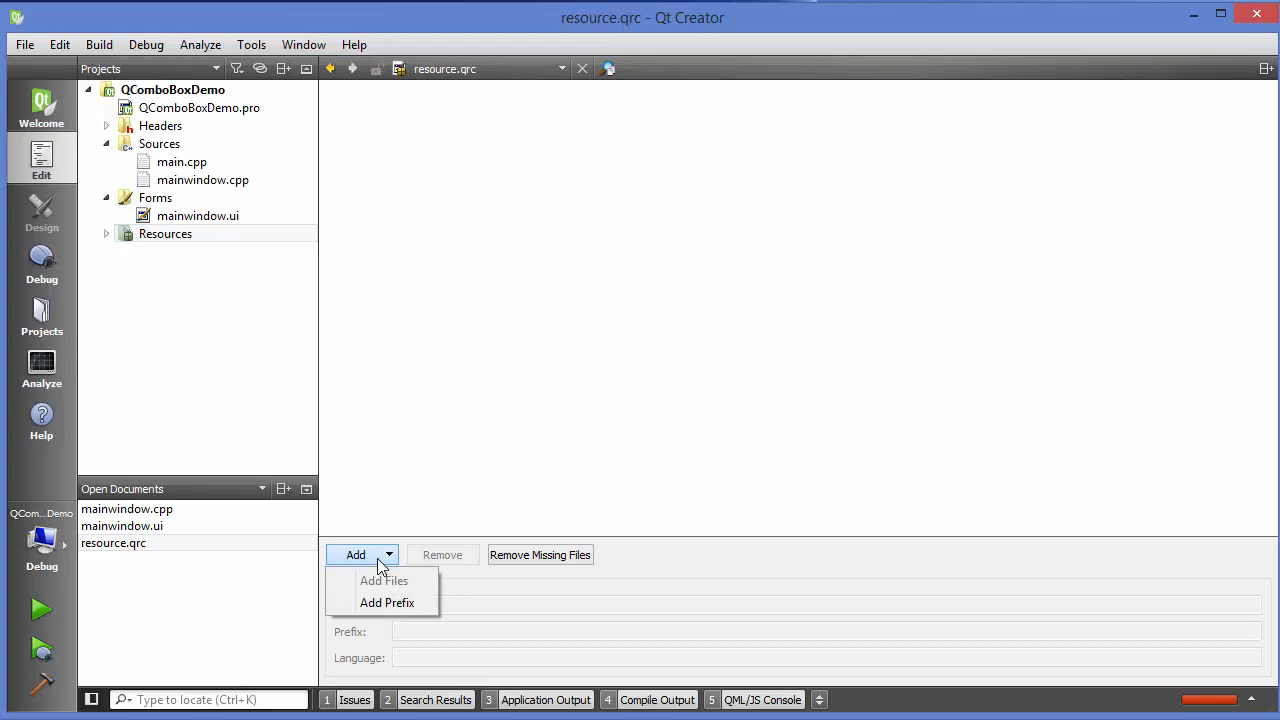 resource.qrc - Qt Creator
File Edit Build Debug Analyze Tools Window Help
Projects
resource.qrc
Welcome
Edit
Design
Debug
Projects
Analyze
Help
QCom...Demo
Debug
QComboBoxDemo
QComboBoxDemo.pro
Headers
Sources
main.cpp
mainwindow.cpp
Forms
mainwindow.ui
Resources
Open Documents
mainwindow.cpp
mainwindow.ui
resource.qrc
Add Remove Remove Missing Files
Add Files
Add Prefix
Prefix:
Language:
Type to locate (Ctrl+K) 1 Issues 2 Search Results 3 Application Output 4 Compile Output 5 QML/JS Console